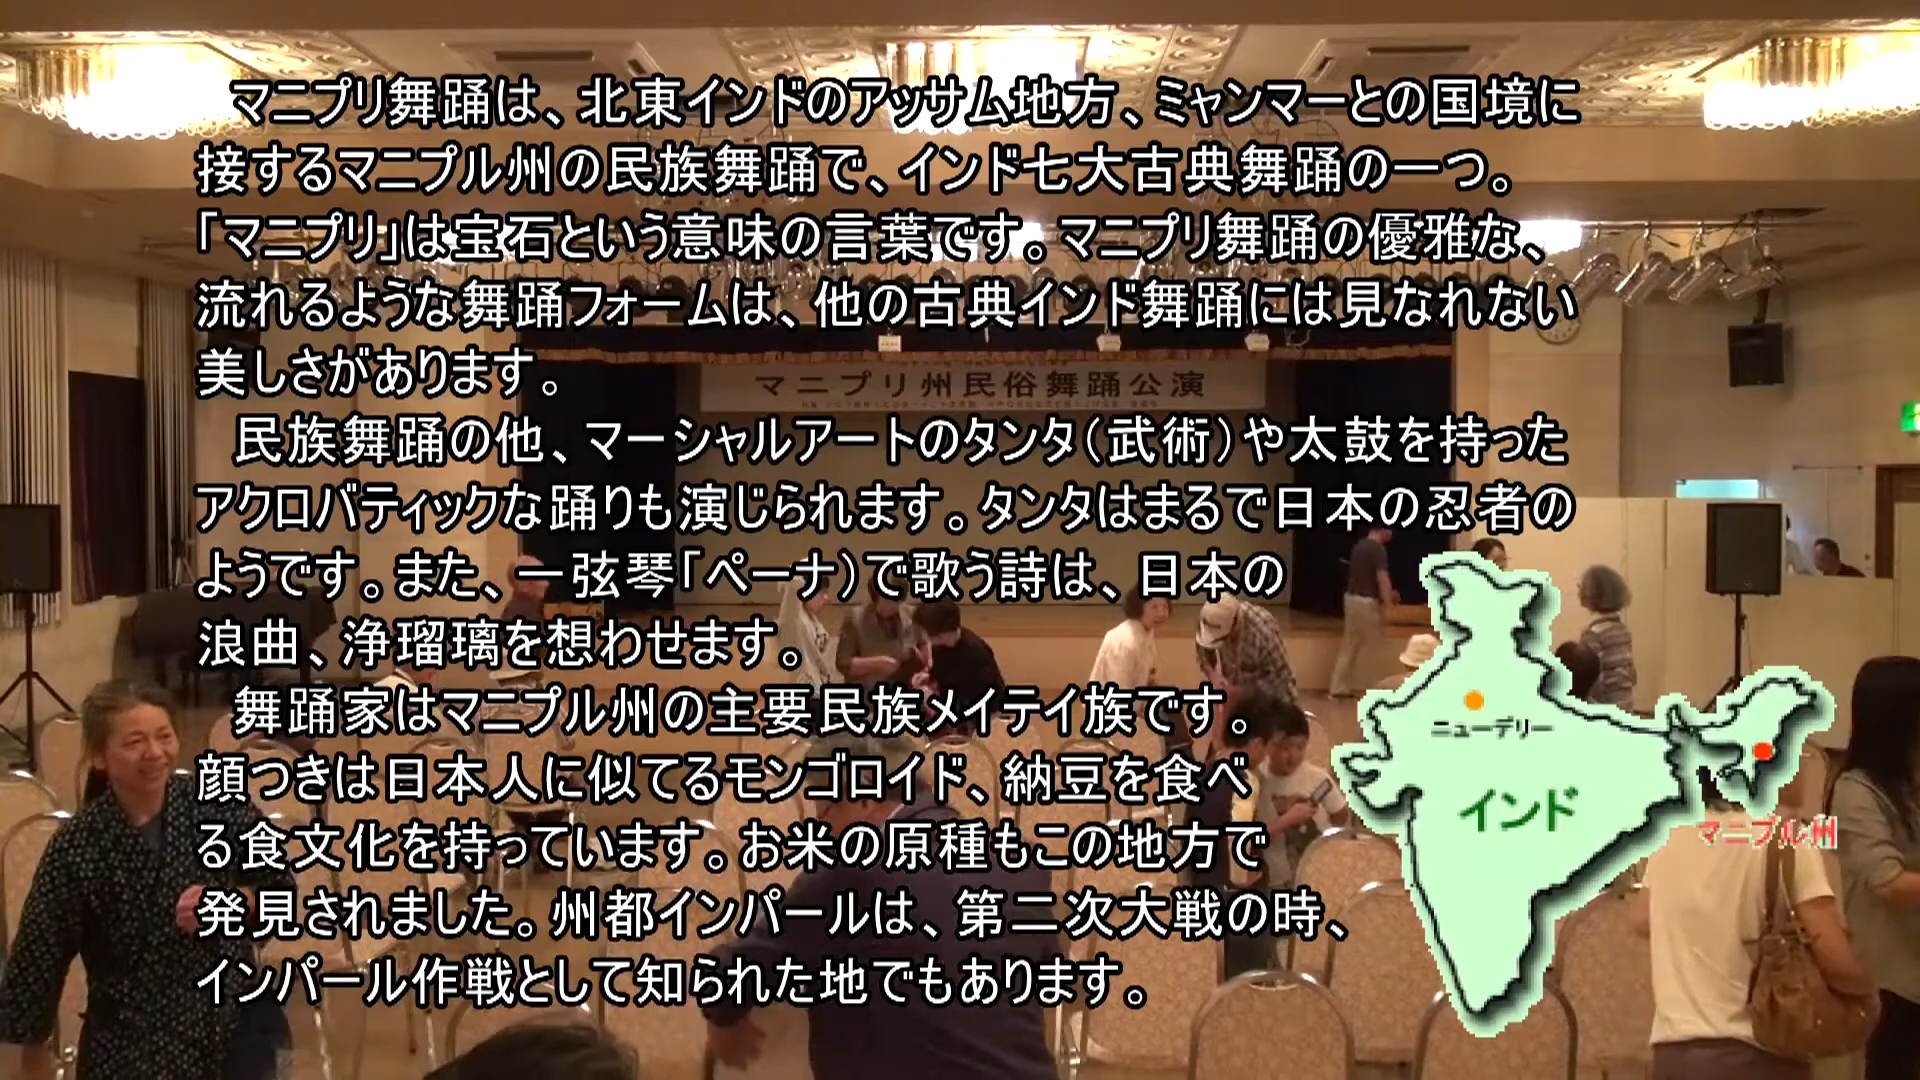 マニプリ舞踊は、北東インドのアッサム地方、ミャンマーとの国境に
接するマニプル州の民族舞踊で、インド七大古典舞踊の一つ。
「マニプリ」は宝石という意味の言葉です。マニプリ舞踊の優雅な、
流れるような舞踊フォームは、他の古典インド舞踊には見なれない
美しさがあります。
マニプリ州民俗舞踊公演
民族舞踊の他、マーシャルアートのタンタ（武術）や太鼓を持った
アクロバティックな踊りも演じられます。タンタはまるで日本の忍者の
ようです。また、一弦琴「ペーナ）で歌う詩は、日本の
浪曲、浄瑠璃を想わせます。
舞踊家はマニプル州の主要民族メイテイ族です。
顔つきは日本人に似てるモンゴロイド、納豆を食べ
る食文化を持っています。お米の原種もこの地方で
発見されました。州都インパールは、第二次大戦の時、
インパール作戦として知られた地でもあります。
ニューデリー
インド
マニプル州